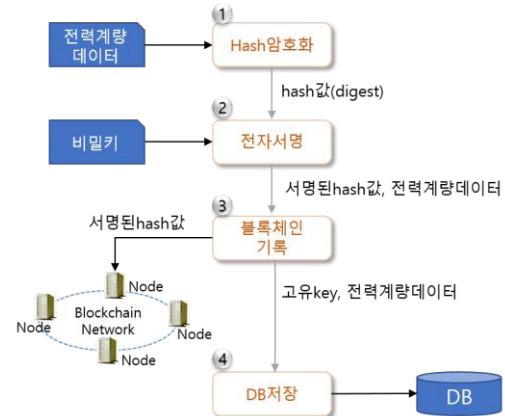 1
전력계량
데이터
Hash암호화
hash값(digest)
2
비밀키
전자서명
서명된hash값, 전력계량데이터
3
블록체인
기록
서명된hash값
Node
Node
Blockchain
Network
Node
Node
고유key, 전력계량데이터
4
DB저장
DB